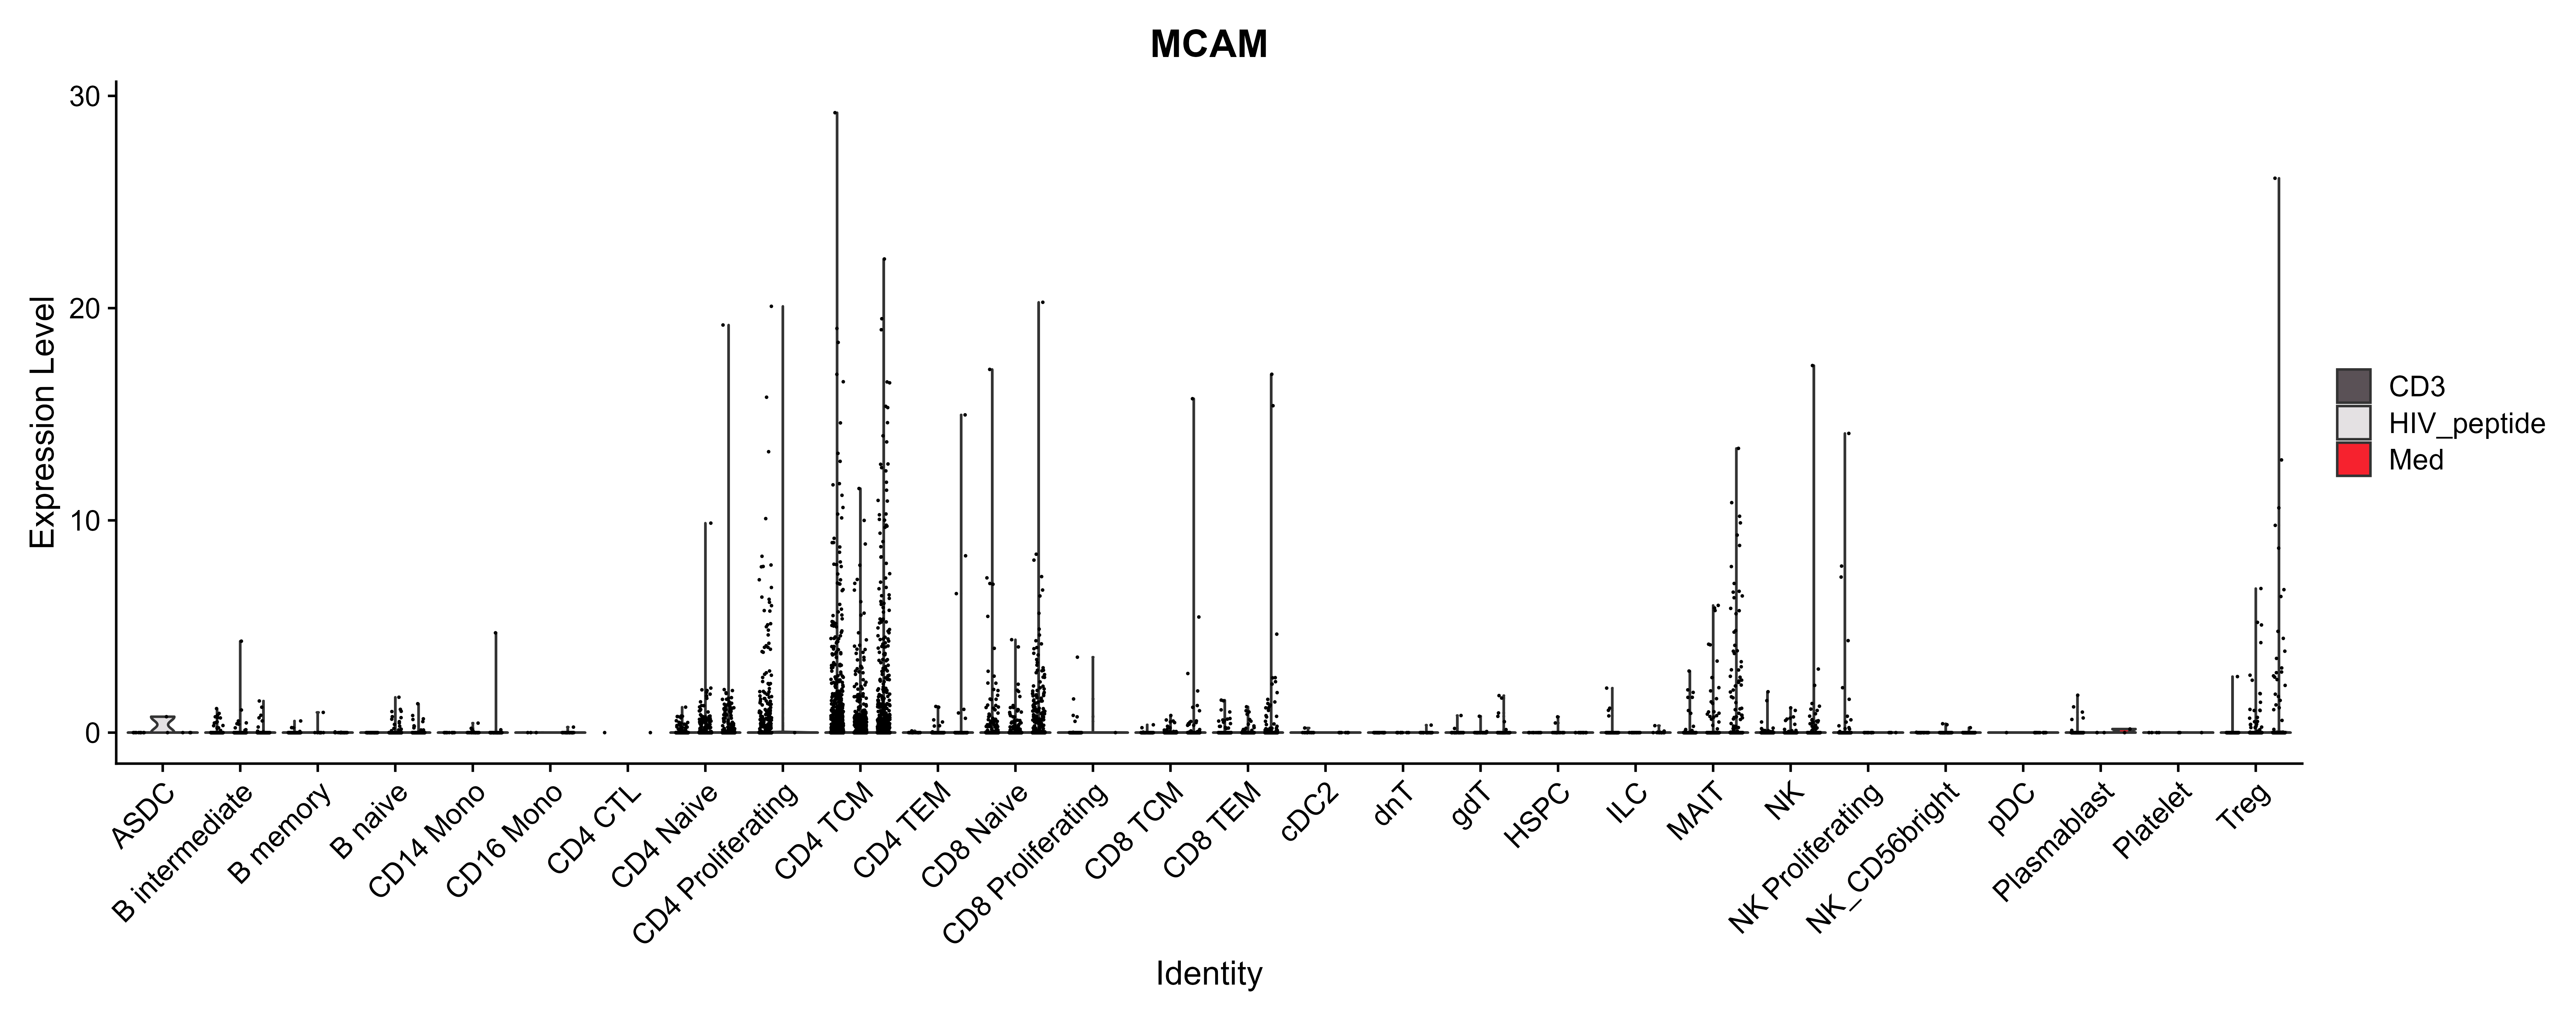 MCAM
Expression Level
30
20
10
0
ASDC
B intermediate
B memory
B naive
CD14 Mono
CD16 Mono
CD4 CTL
CD4 Naive
CD4 Proliferating
CD4 TCM
CD4 TEM
CD8 Naive
CD8 Proliferating
CD8 TCM
CD8 TEM
cDC2
dnT
gdT
HSPC
ILC
MAIT
NK
NK Proliferating
NK_CD56bright
pDC
Plasmablast
Platelet
Treg
Identity
CD3
HIV_peptide
Med